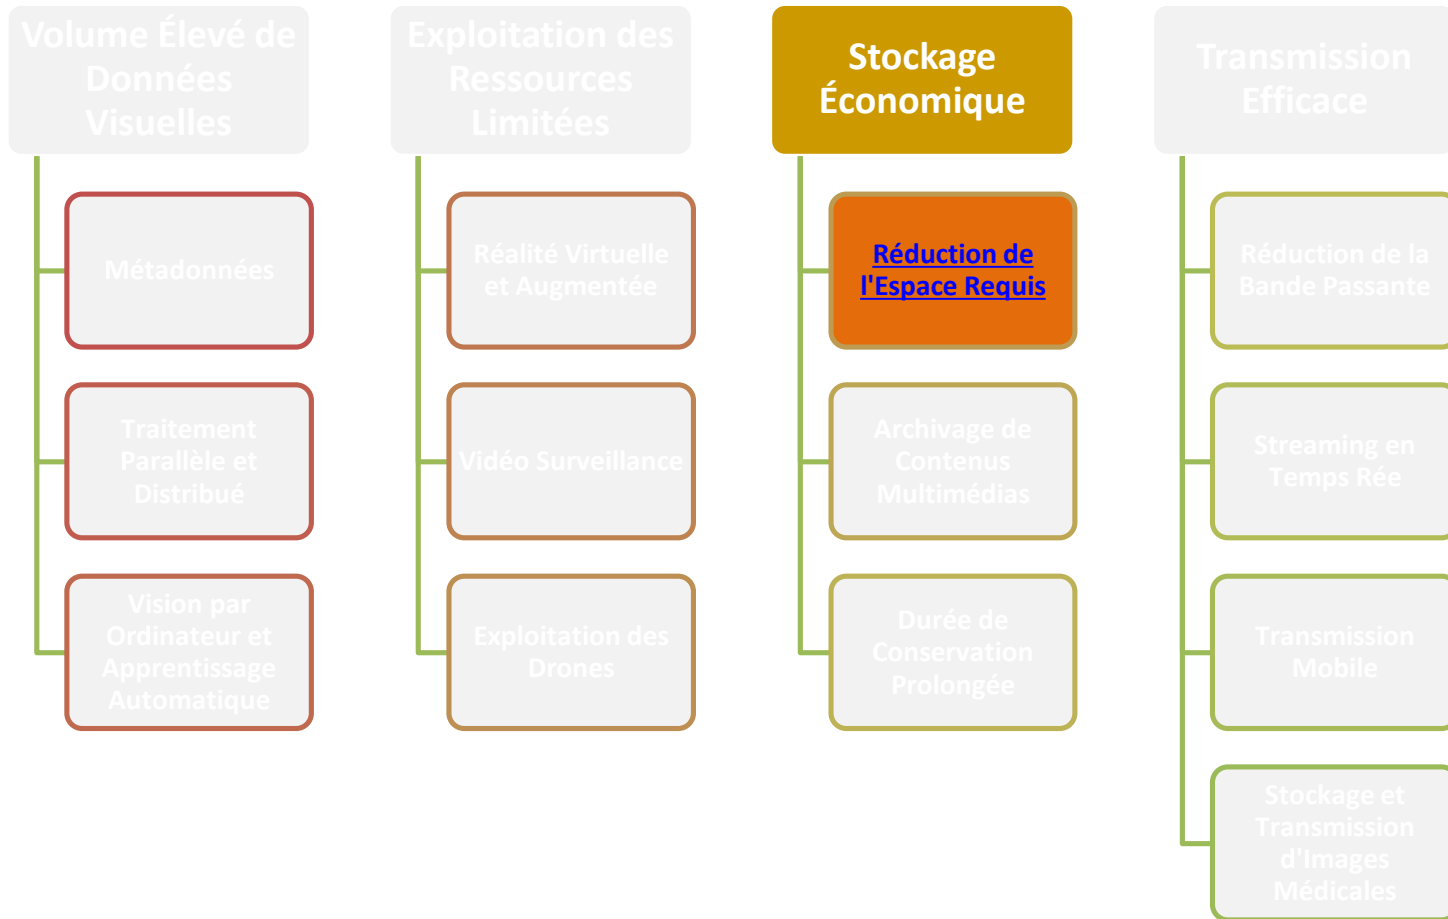 Volume Élevé de
Données
Visuelles
Métadonnées
Traitement
Parallèle et
Distribué
Vision par
Ordinateur et
Apprentissage
Automatique
Exploitation des
Ressources
Limitées
Réalité Virtuelle
et Augmentée
Vidéo Surveillance
Exploitation des
Drones
Stockage
Économique
Réduction de
l'Espace Requis
Archivage de
Contenus
Multimédias
Durée de
Conservation
Prolongée
Transmission
Efficace
Réduction de la
Bande Passante
Streaming en
Temps Rée
Transmission
Mobile
Stockage et
Transmission
d'Images
Médicales